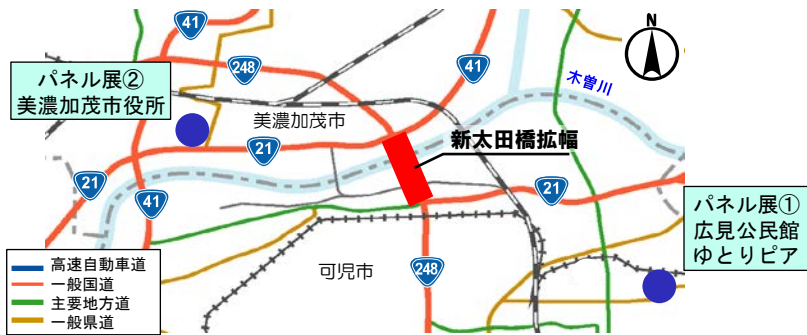 41
N
248
41
パネル展②
美濃加茂市役所
木曽川
美濃加茂市
新太田橋拡幅
21
21
21
41
パネル展①
広見公民館
ゆとりピア
248
可児市
高速自動車道
一般国道
主要地方道
一般県道